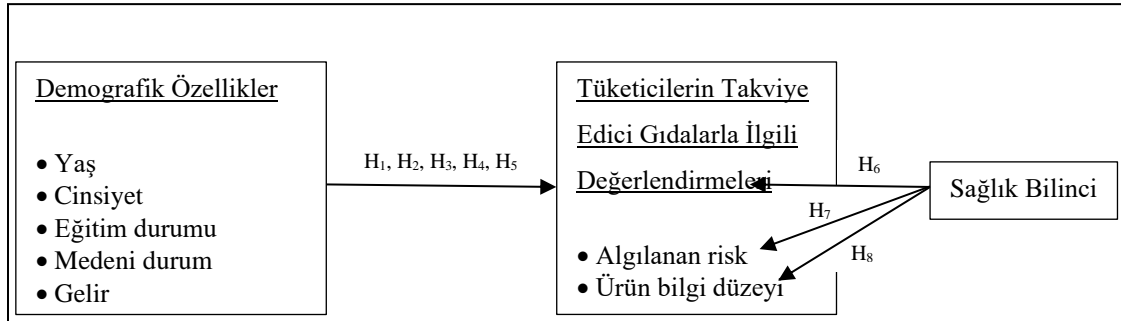 Demografik Özellikler
• Yaş
• Cinsiyet
• Eğitim durumu
• Medeni durum
• Gelir
H₁, H₂, H₃, H₄, H₅
Tüketicilerin Takviye
Edici Gıdalarla İlgili
Değerlendirmeleri
• Algılanan risk
• Ürün bilgi düzeyi
H₆
H₇
H₈
Sağlık Bilinci